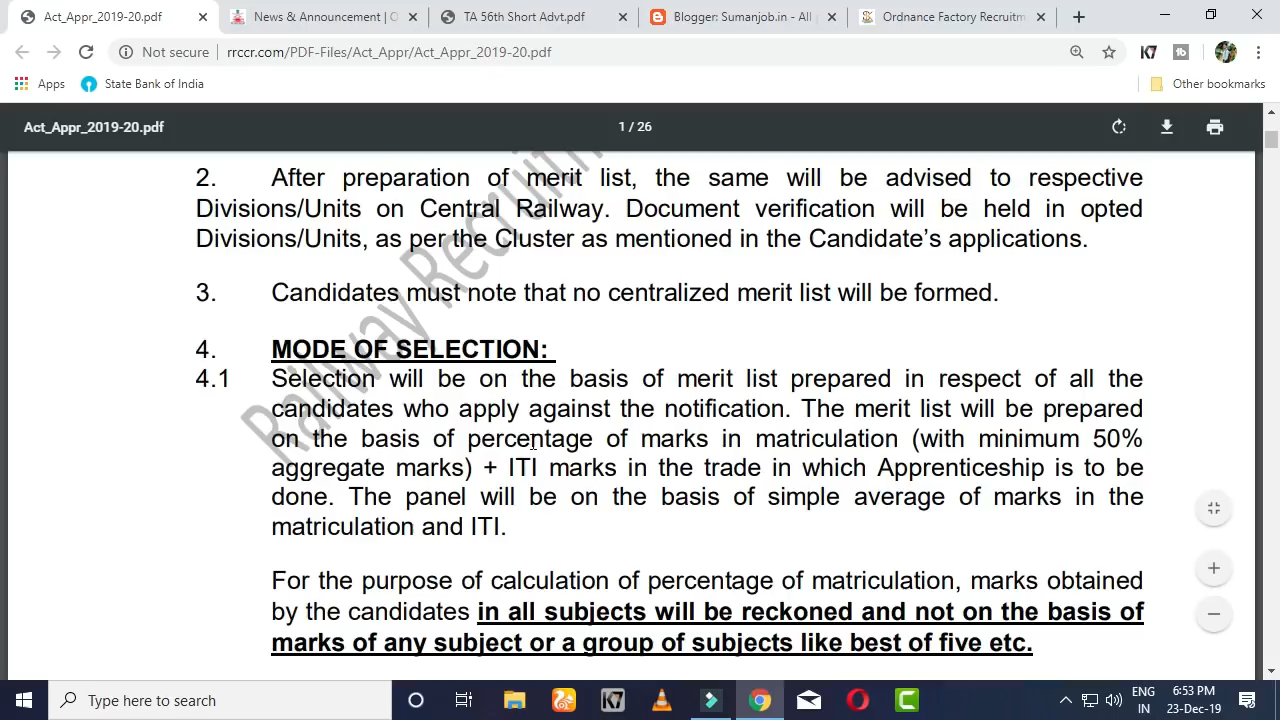 Act_Appr_2019-20.pdf
News & Announcement | O
TA 56th Short Advt.pdf
Blogger: Sumanjob.in - All p
Ordnance Factory Recruitm
Not secure | rrccr.com/PDF-Files/Act_Appr/Act_Appr_2019-20.pdf
Apps
State Bank of India
Other bookmarks
Act_Appr_2019-20.pdf
1 / 26
2. After preparation of merit list, the same will be advised to respective
Divisions/Units on Central Railway. Document verification will be held in opted
Divisions/Units, as per the Cluster as mentioned in the Candidate’s applications.
3. Candidates must note that no centralized merit list will be formed.
4. MODE OF SELECTION:
4.1 Selection will be on the basis of merit list prepared in respect of all the
candidates who apply against the notification. The merit list will be prepared
on the basis of percentage of marks in matriculation (with minimum 50%
aggregate marks) + ITI marks in the trade in which Apprenticeship is to be
done. The panel will be on the basis of simple average of marks in the
matriculation and ITI.
For the purpose of calculation of percentage of matriculation, marks obtained
by the candidates in all subjects will be reckoned and not on the basis of
marks of any subject or a group of subjects like best of five etc.
Railway Recruitm
K7
tb
Type here to search
K7
ENG
IN
6:53 PM
23-Dec-19